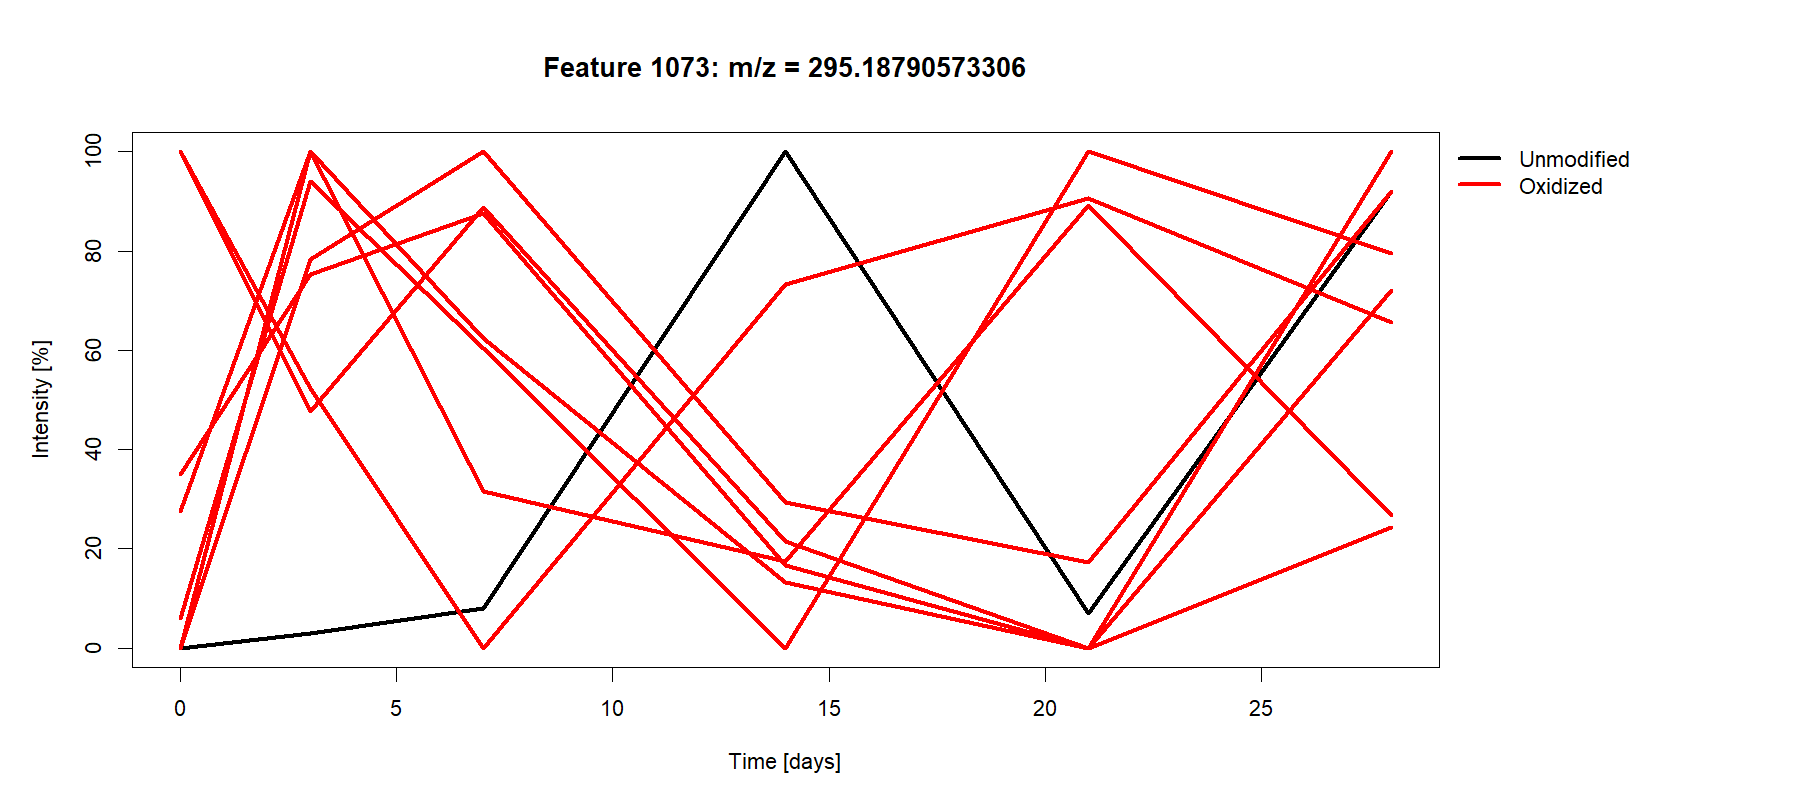 Feature 1073: m/z = 295.18790573306
Unmodified
Oxidized
100
80
60
40
20
0
Intensity [%]
0 5 10 15 20 25
Time [days]